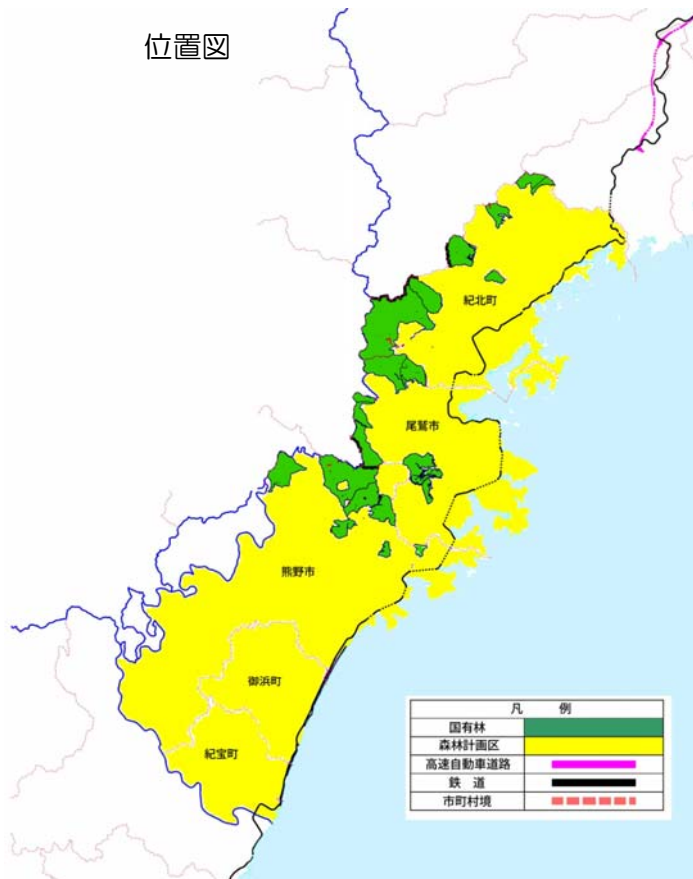 位置図
紀北町
尾鷲市
熊野市
御浜町
紀宝町
凡 例
国有林
森林計画区
高速自動車道路
鉄 道
市町村境